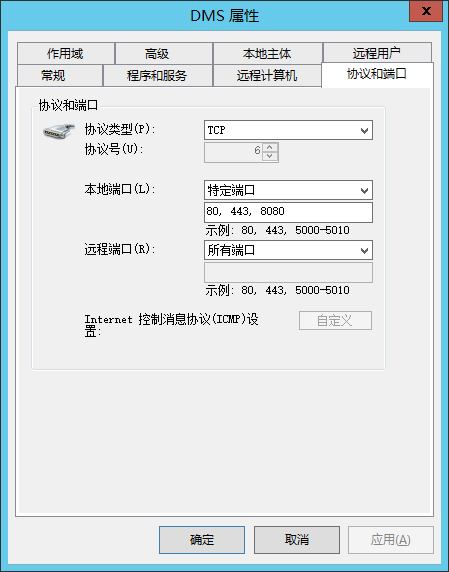 DMS 属性
x
作用域 高级 本地主体 远程用户
常规 程序和服务 远程计算机 协议和端口
协议和端口
协议类型(P): TCP
协议号(U): 6
本地端口(L): 特定端口
80, 443, 8080
示例: 80, 443, 5000-5010
远程端口(R): 所有端口
示例: 80, 443, 5000-5010
Internet 控制消息协议(ICMP)设
置: 自定义
确定 取消 应用(A)